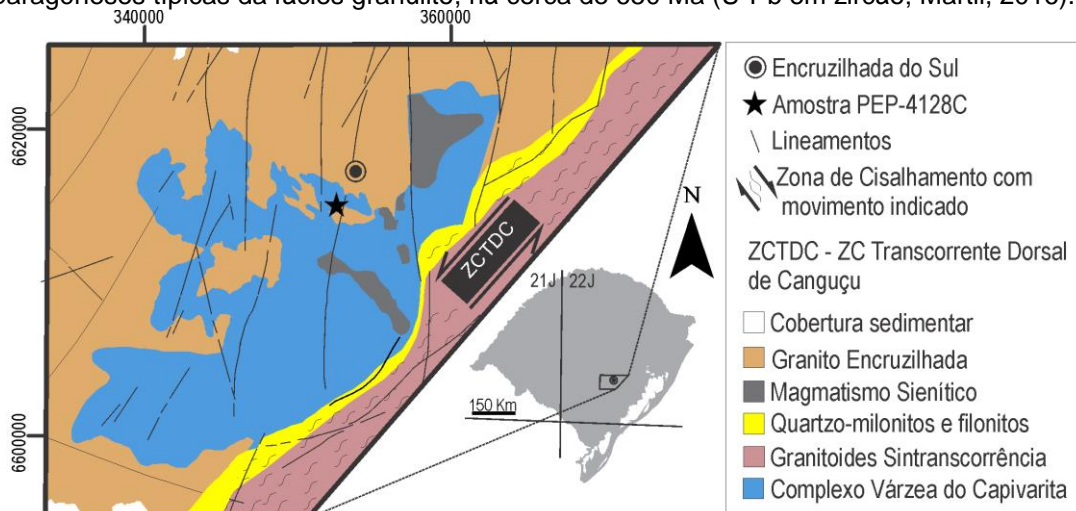 paragêneses típicas da fácies granulito, há cerca de 650 Ma (U-Pb em zircão, Martil, 2016).
340000
360000
6620000
6600000
ZCTDC
N
21J 22J
150 Km
Encruzilhada do Sul
Amostra PEP-4128C
Lineamentos
Zona de Cisalhamento com
movimento indicado
ZCTDC - ZC Transcorrente Dorsal
de Canguçu
Cobertura sedimentar
Granito Encruzilhada
Magmatismo Sienítico
Quartzo-milonitos e filonitos
Granitoides Sintranscorrência
Complexo Várzea do Capivarita